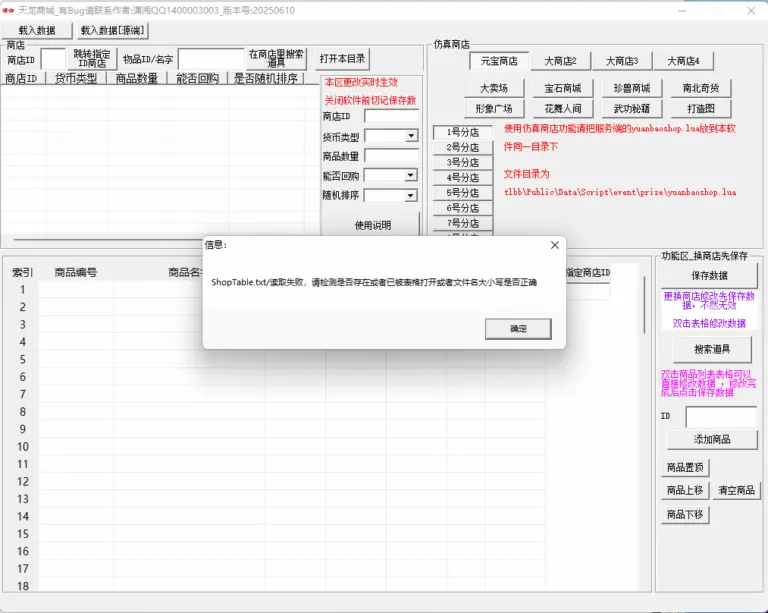 天龙商城_有Bug请联系作者:潇湘QQ1400003003_版本号:20250610
载入数据
载入数据[源端]
商店
商店ID
跳转指定
ID商店
物品ID/名字
在商店里搜索
道具
打开本目录
商店ID
货币类型
商品数量
能否回购
是否随机排序
本区更改实时生效
关闭软件前切记保存数
商店ID
货币类型
商品数量
能否回购
随机排序
使用说明
仿真商店
元宝商店
大商店2
大商店3
大商店4
大卖场
宝石商城
珍兽商城
南北奇货
形象广场
花舞人间
武功秘籍
打造图
1号分店
2号分店
3号分店
4号分店
5号分店
6号分店
7号分店
使用仿真商店功能请把服务端的yuanbaoshop.lua放到本软
件同一目录下
文件目录为
tlbb\Public\Data\Script\event\prize\yuanbaoshop.lua
信息:
ShopTable.txt/读取失败，请检测是否存在或者已被表格打开或者文件名大小写是否正确
确定
索引
商品编号
商品名
指定商店ID
1
2
3
4
5
6
7
8
9
10
11
12
13
14
15
16
17
18
功能区_换商店先保存
保存数据
更换商店修改先保存数
据，不然无效
双击表格修改数据
搜索道具
双击商品列表表格可以
直接修改数据，修改完
成后点击保存数据
ID
添加商品
商品置顶
商品上移
清空商品
商品下移